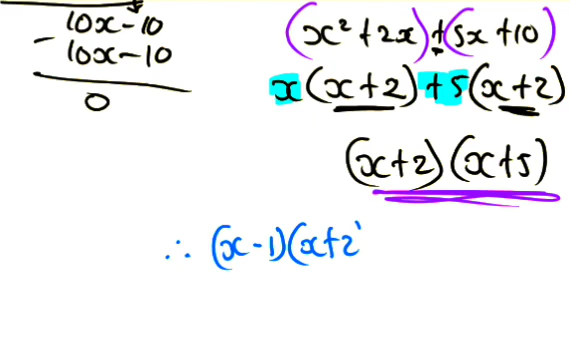 10x-10
- 10x-10
0
(x²+2x)+(5x+10)
x(x+2)+5(x+2)
(x+2)(x+5)
∴ (x-1)(x+2